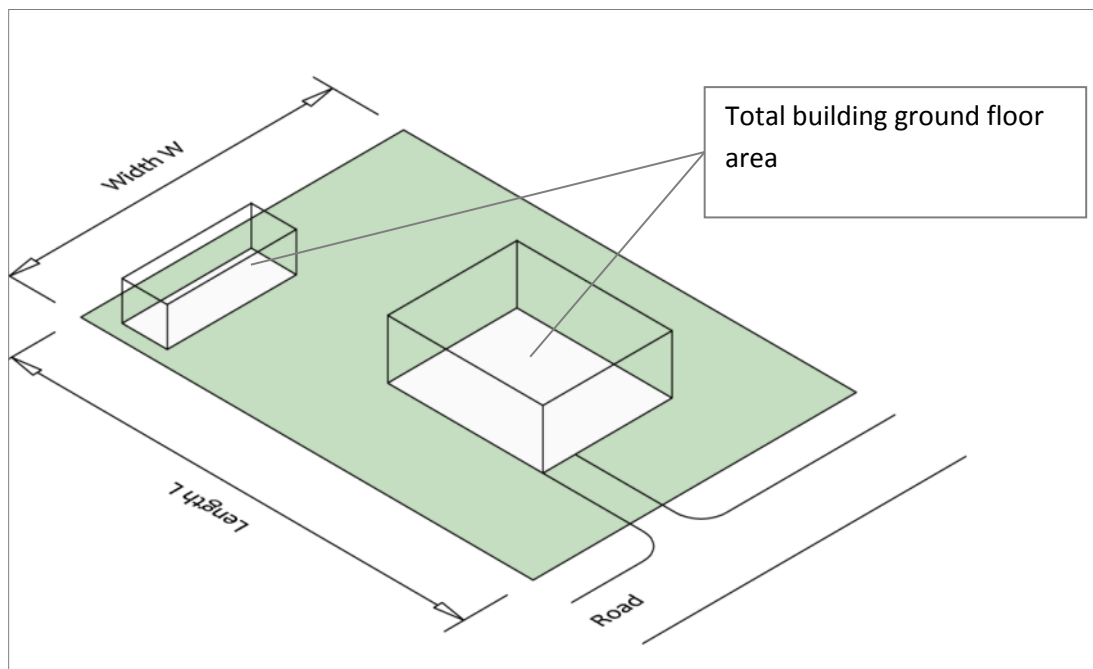 Total building ground floor
area
Width W
Length L
Road